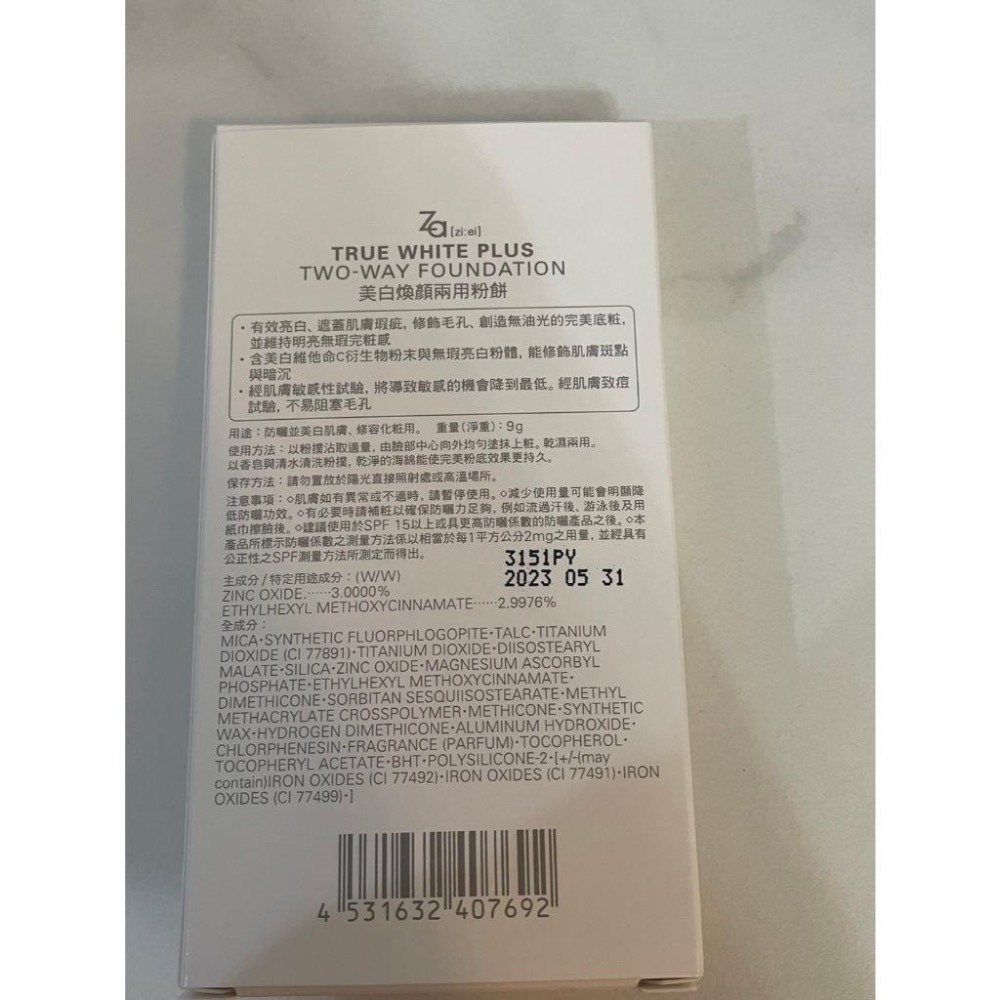 Za [zi:ei]
TRUE WHITE PLUS
TWO-WAY FOUNDATION
美白煥顏兩用粉餅
・有效亮白、遮蓋肌膚瑕疵，修飾毛孔、創造無油光的完美底粧，
並維持明亮無瑕完粧感
・含美白維他命C衍生物粉末與無瑕亮白粉體，能修飾肌膚斑點
與暗沉
・經肌膚敏感性試驗，將導致敏感的機會降到最低。經肌膚致痘
試驗，不易阻塞毛孔
用途：防曬並美白肌膚、修容化粧用。 重量(淨重)：9g
使用方法：以粉撲沾取適量，由臉部中心向外均勻塗抹上粧。乾濕兩用。
以香皂與清水清洗粉撲，乾淨的海綿能使完美粉底效果更持久。
保存方法：請勿置放於陽光直接照射處或高溫場所。
注意事項：◇肌膚如有異常或不適時，請暫停使用。◇減少使用量可能會明顯降
低防曬功效。◇有必要時請補粧以確保防曬力足夠，例如流過汗後、游泳後及用
紙巾擦臉後。◇建議使用於SPF 15以上或具更高防曬係數的防曬產品之後。◇本
產品所標示防曬係數之測量方法係以相當於每1平方公分2mg之用量，並經具有
公正性之SPF測量方法所測定而得出。
3151PY
2023 05 31
主成分/特定用途成分：(W/W)
ZINC OXIDE.……3.0000%
ETHYLHEXYL METHOXYCINNAMATE……2.9976%
全成分：
MICA・SYNTHETIC FLUORPHLOGOPITE・TALC・TITANIUM
DIOXIDE (CI 77891)・TITANIUM DIOXIDE・DIISOSTEARYL
MALATE・SILICA・ZINC OXIDE・MAGNESIUM ASCORBYL
PHOSPHATE・ETHYLHEXYL METHOXYCINNAMATE・
DIMETHICONE・SORBITAN SESQUIISOSTEARATE・METHYL
METHACRYLATE CROSSPOLYMER・METHICONE・SYNTHETIC
WAX・HYDROGEN DIMETHICONE・ALUMINUM HYDROXIDE・
CHLORPHENESIN・FRAGRANCE (PARFUM)・TOCOPHEROL・
TOCOPHERYL ACETATE・BHT・POLYSILICONE-2・[+/-(may
contain)IRON OXIDES (CI 77492)・IRON OXIDES (CI 77491)・IRON
OXIDES (CI 77499)・]
4 531632 407692